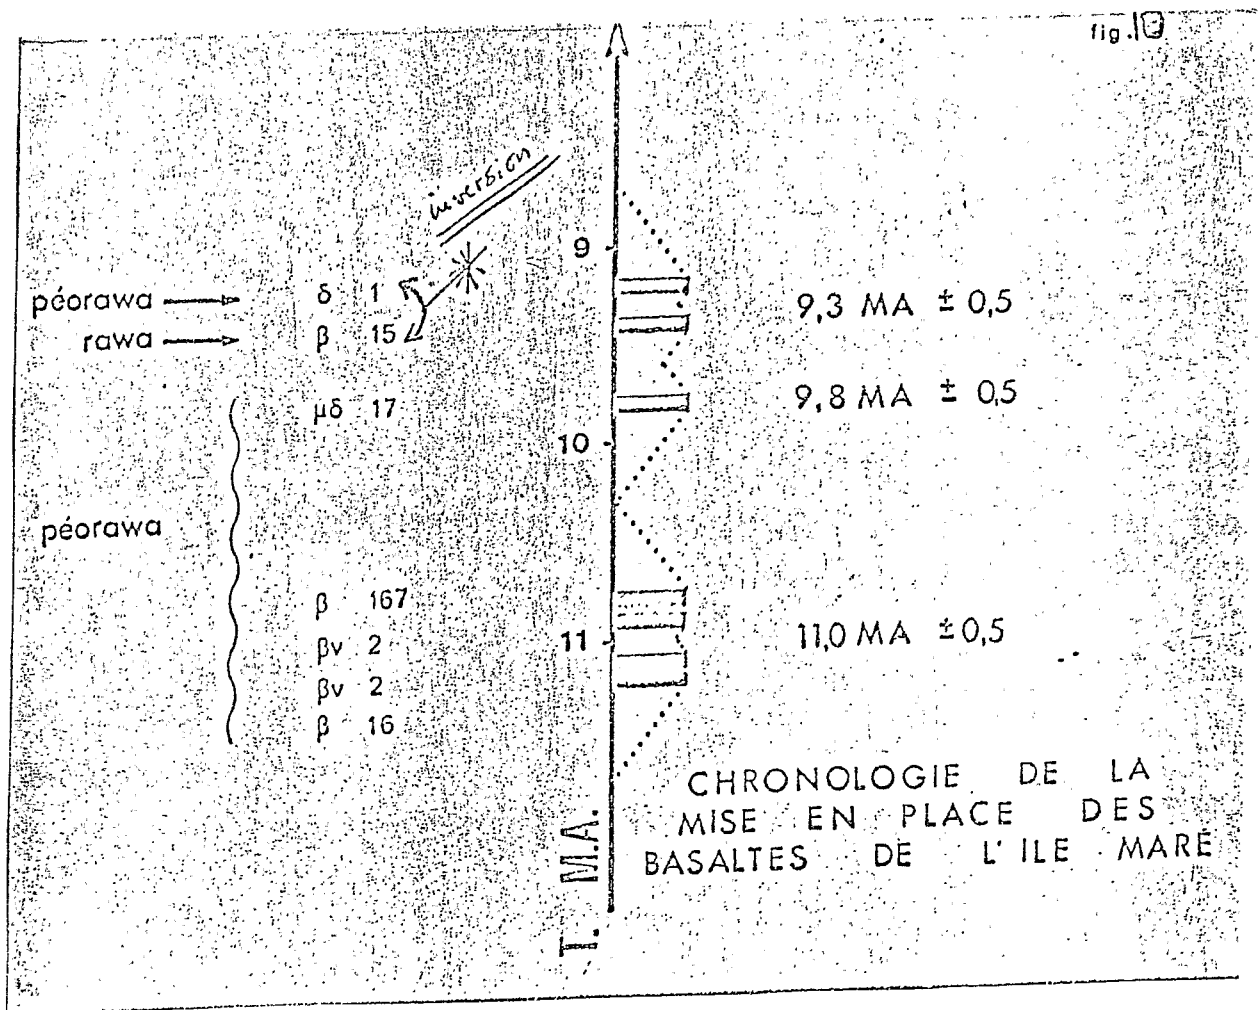 fig.10
inversion
9
péorawa δ 1
9,3 MA ± 0,5
rawa β 15
9,8 MA ± 0,5
μδ 17
10
péorawa
β 167
11
11,0 MA ± 0,5
βv 2
βv 2
β 16
T. M.A.
CHRONOLOGIE DE LA
MISE EN PLACE DES
BASALTES DE L'ILE MARÉ